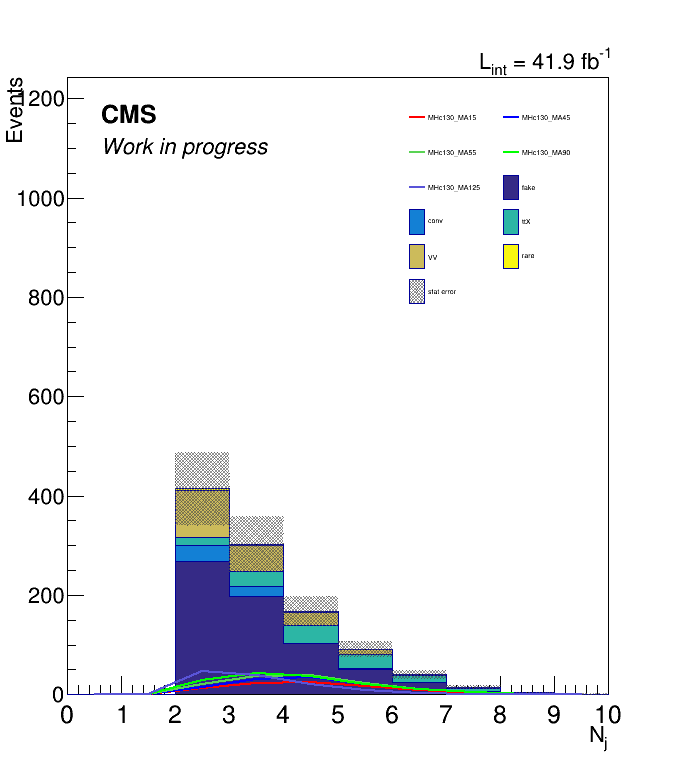 L_int = 41.9 fb^-1
Events
1200
1000
800
600
400
200
0
CMS
Work in progress
MHc130_MA15
MHc130_MA45
MHc130_MA55
MHc130_MA90
MHc130_MA125
fake
conv
ttX
VV
rare
stat error
0 1 2 3 4 5 6 7 8 9 10
N_j